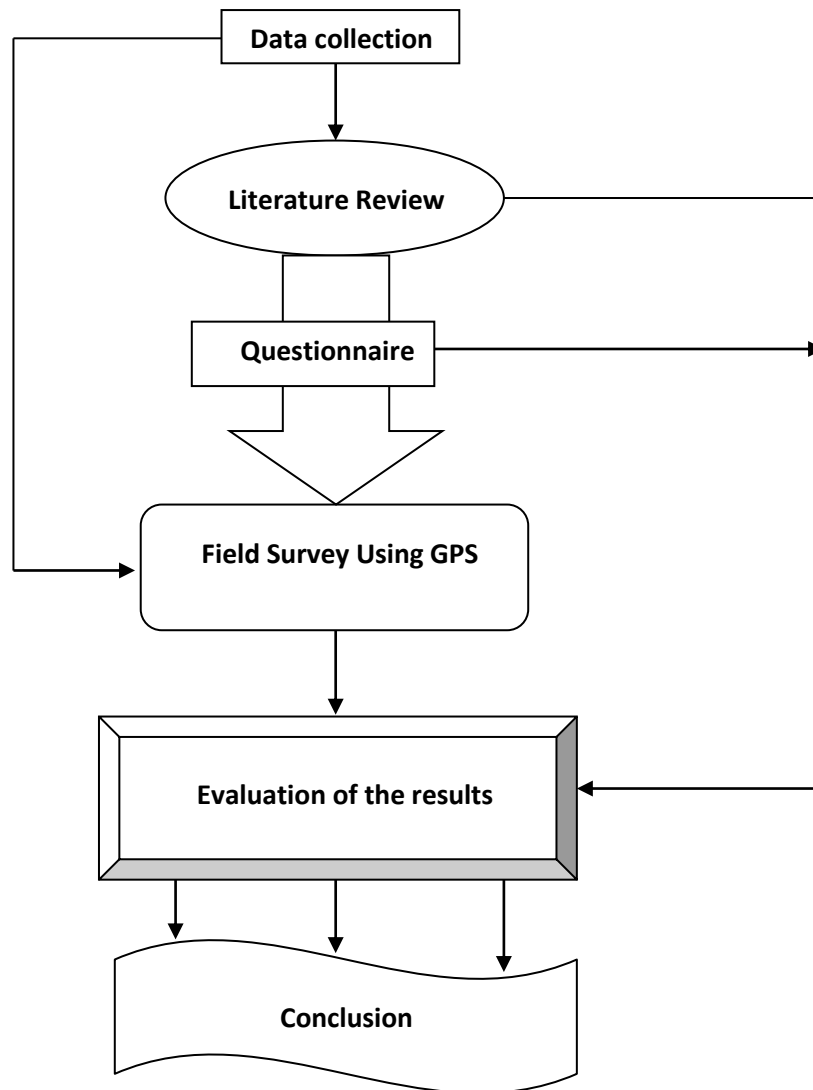 Data collection
Literature Review
Questionnaire
Field Survey Using GPS
Evaluation of the results
Conclusion